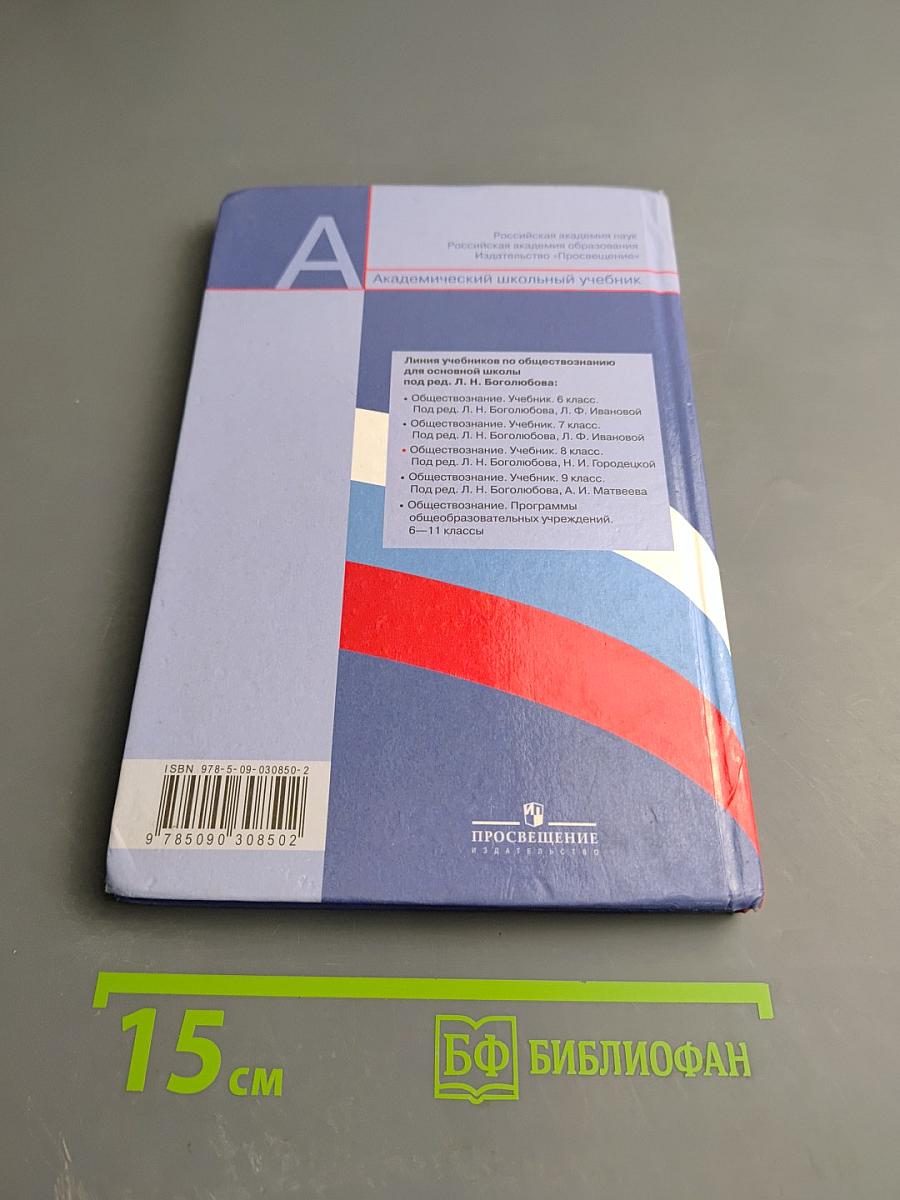 А
Российская академия наук
Российская академия образования
Издательство «Просвещение»
Академический школьный учебник
Линия учебников по обществознанию
для основной школы
под ред. Л. Н. Боголюбова:
• Обществознание. Учебник. 6 класс.
Под ред. Л. Н. Боголюбова, Л. Ф. Ивановой
• Обществознание. Учебник. 7 класс.
Под ред. Л. Н. Боголюбова, Л. Ф. Ивановой
• Обществознание. Учебник. 8 класс.
Под ред. Л. Н. Боголюбова, Н. И. Городецкой
• Обществознание. Учебник. 9 класс.
Под ред. Л. Н. Боголюбова, А. И. Матвеева
• Обществознание. Программы
общеобразовательных учреждений.
6—11 классы
ISBN 978-5-09-030850-2
9 785090 308502
ИП
ПРОСВЕЩЕНИЕ
ИЗДАТЕЛЬСТВО
15 см
БФ БИБЛИОФАН